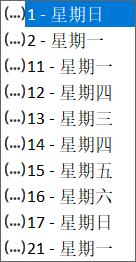 (...) 1 - 星期日
(...) 2 - 星期一
(...) 11 - 星期一
(...) 12 - 星期四
(...) 13 - 星期三
(...) 14 - 星期四
(...) 15 - 星期五
(...) 16 - 星期六
(...) 17 - 星期日
(...) 21 - 星期一